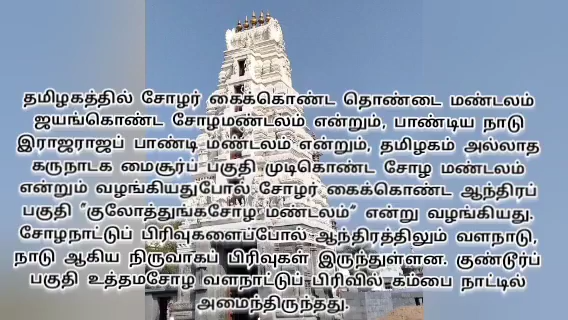 தமிழகத்தில் சோழர் கைக்கொண்ட தொண்டை மண்டலம்
ஜயங்கொண்ட சோழமண்டலம் என்றும், பாண்டிய நாடு
இராஜராஜப் பாண்டி மண்டலம் என்றும், தமிழகம் அல்லாத
கருநாடக மைசூர்ப் பகுதி முடிகொண்ட சோழ மண்டலம்
என்றும் வழங்கியதுபோல் சோழர் கைக்கொண்ட ஆந்திரப்
பகுதி "குலோத்துங்கசோழ மண்டலம்" என்று வழங்கியது.
சோழநாட்டுப் பிரிவுகளைப்போல் ஆந்திரத்திலும் வளநாடு,
நாடு ஆகிய நிருவாகப் பிரிவுகள் இருந்துள்ளன. குண்டூர்ப்
பகுதி உத்தமசோழ வளநாட்டுப் பிரிவில் கம்பை நாட்டில்
அமைந்திருந்தது.